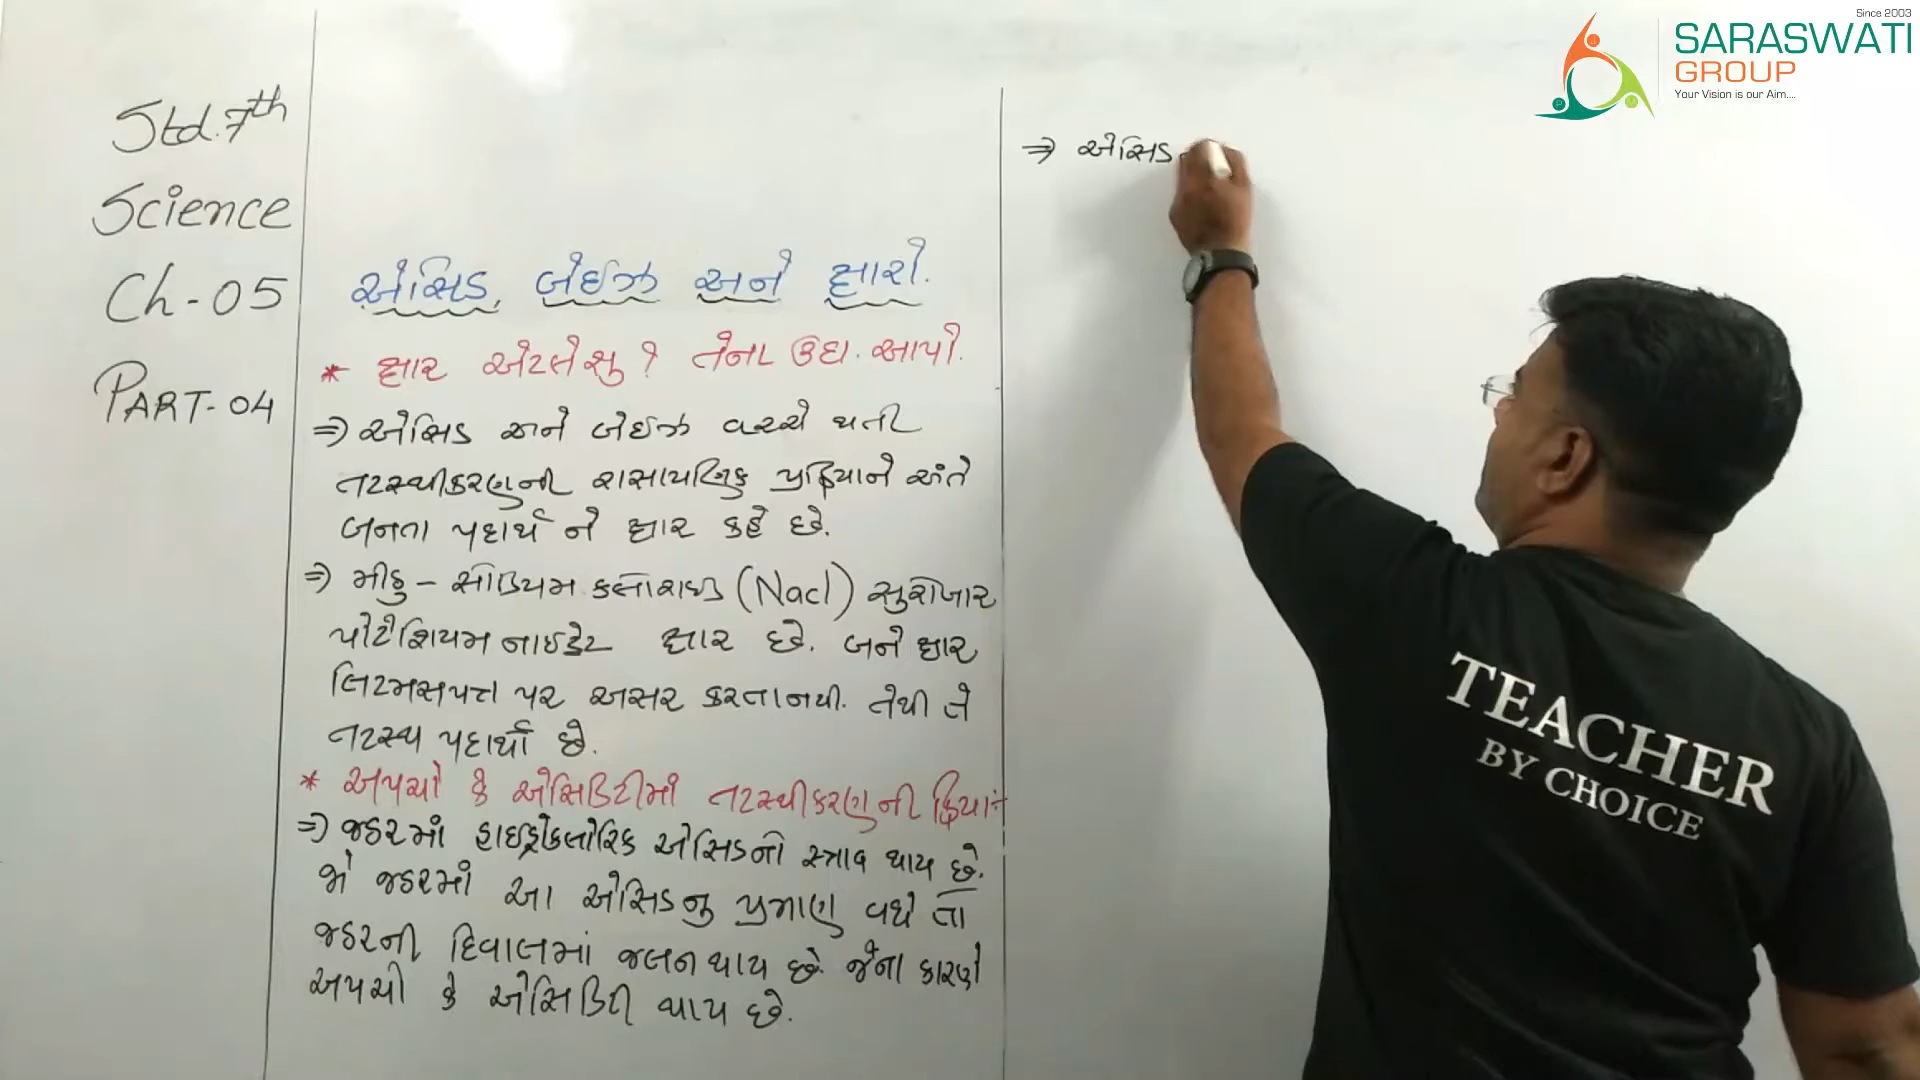 Since 2003
SARASWATI
GROUP
Your Vision is our Aim....
Std. 7th
Science
Ch-05
PART-04
એસિડ, બેઇઝ અને ક્ષારો.
* ક્ષાર એટલે શુ? તેના ઉદા. આપો.
⇒ એસિડ અને બેઇઝ વચ્ચે થતી
તટસ્થીકરણની રાસાયણિક પ્રક્રિયાને અંતે
બનતા પદાર્થ ને ક્ષાર કહે છે.
⇒ મીઠુ - સોડિયમ ક્લોરાઇડ (Nacl) સુરોખાર
પોટેશિયમ નાઇટ્રેટ ક્ષાર છે. બને ક્ષાર
લિટમસપત્ર પર અસર કરતા નથી. તેથી તે
તટસ્થ પદાર્થો છે.
* અપચો કે એસિડિટીમાં તટસ્થીકરણ ની ક્રિયા:-
⇒ જઠરમાં હાઇડ્રોક્લોરિક એસિડનો સ્ત્રાવ થાય છે.
જો જઠરમાં આ એસિડનુ પ્રમાણ વધે તો
જઠરની દિવાલમાં જલન થાય છે. જેના કારણે
અપચો કે એસિડિટી થાય છે.
⇒ એસિડ
TEACHER
BY CHOICE